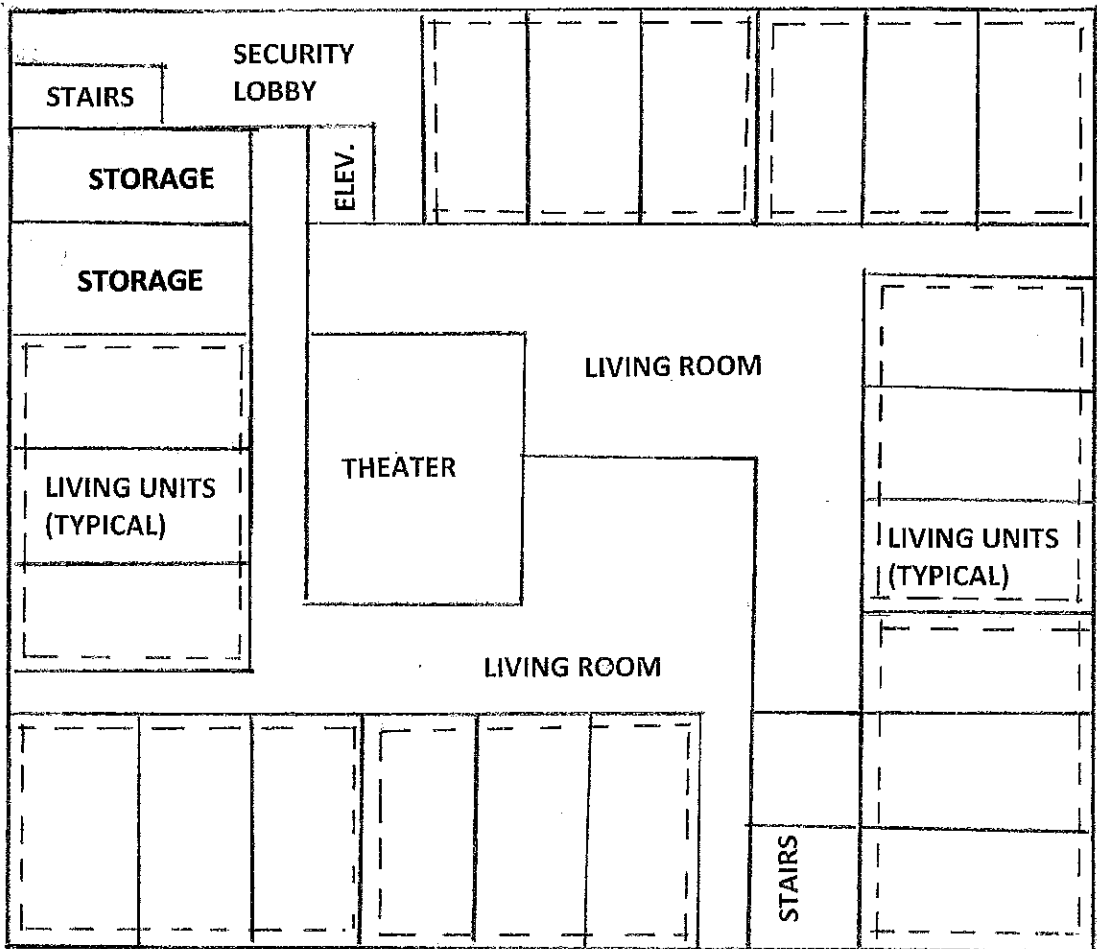 SECURITY
LOBBY
STAIRS
STORAGE
ELEV.
STORAGE
LIVING ROOM
THEATER
LIVING UNITS
(TYPICAL)
LIVING UNITS
(TYPICAL)
LIVING ROOM
STAIRS